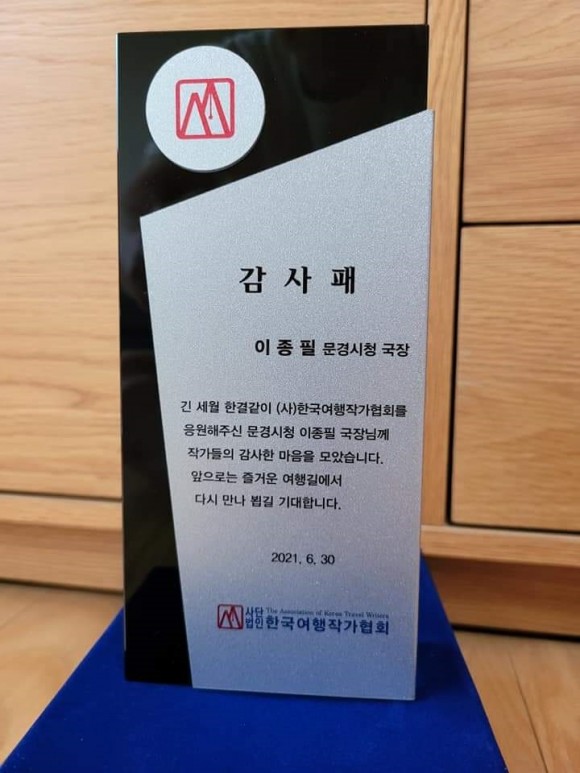 감사패
이종필 문경시청 국장
긴 세월 한결같이 (사)한국여행작가협회를
응원해주신 문경시청 이종필 국장님께
작가들의 감사한 마음을 모았습니다.
앞으로는 즐거운 여행길에서
다시 만나 뵙길 기대합니다.
2021. 6. 30
사단법인 The Association of Korea Travel Writers
한국여행작가협회